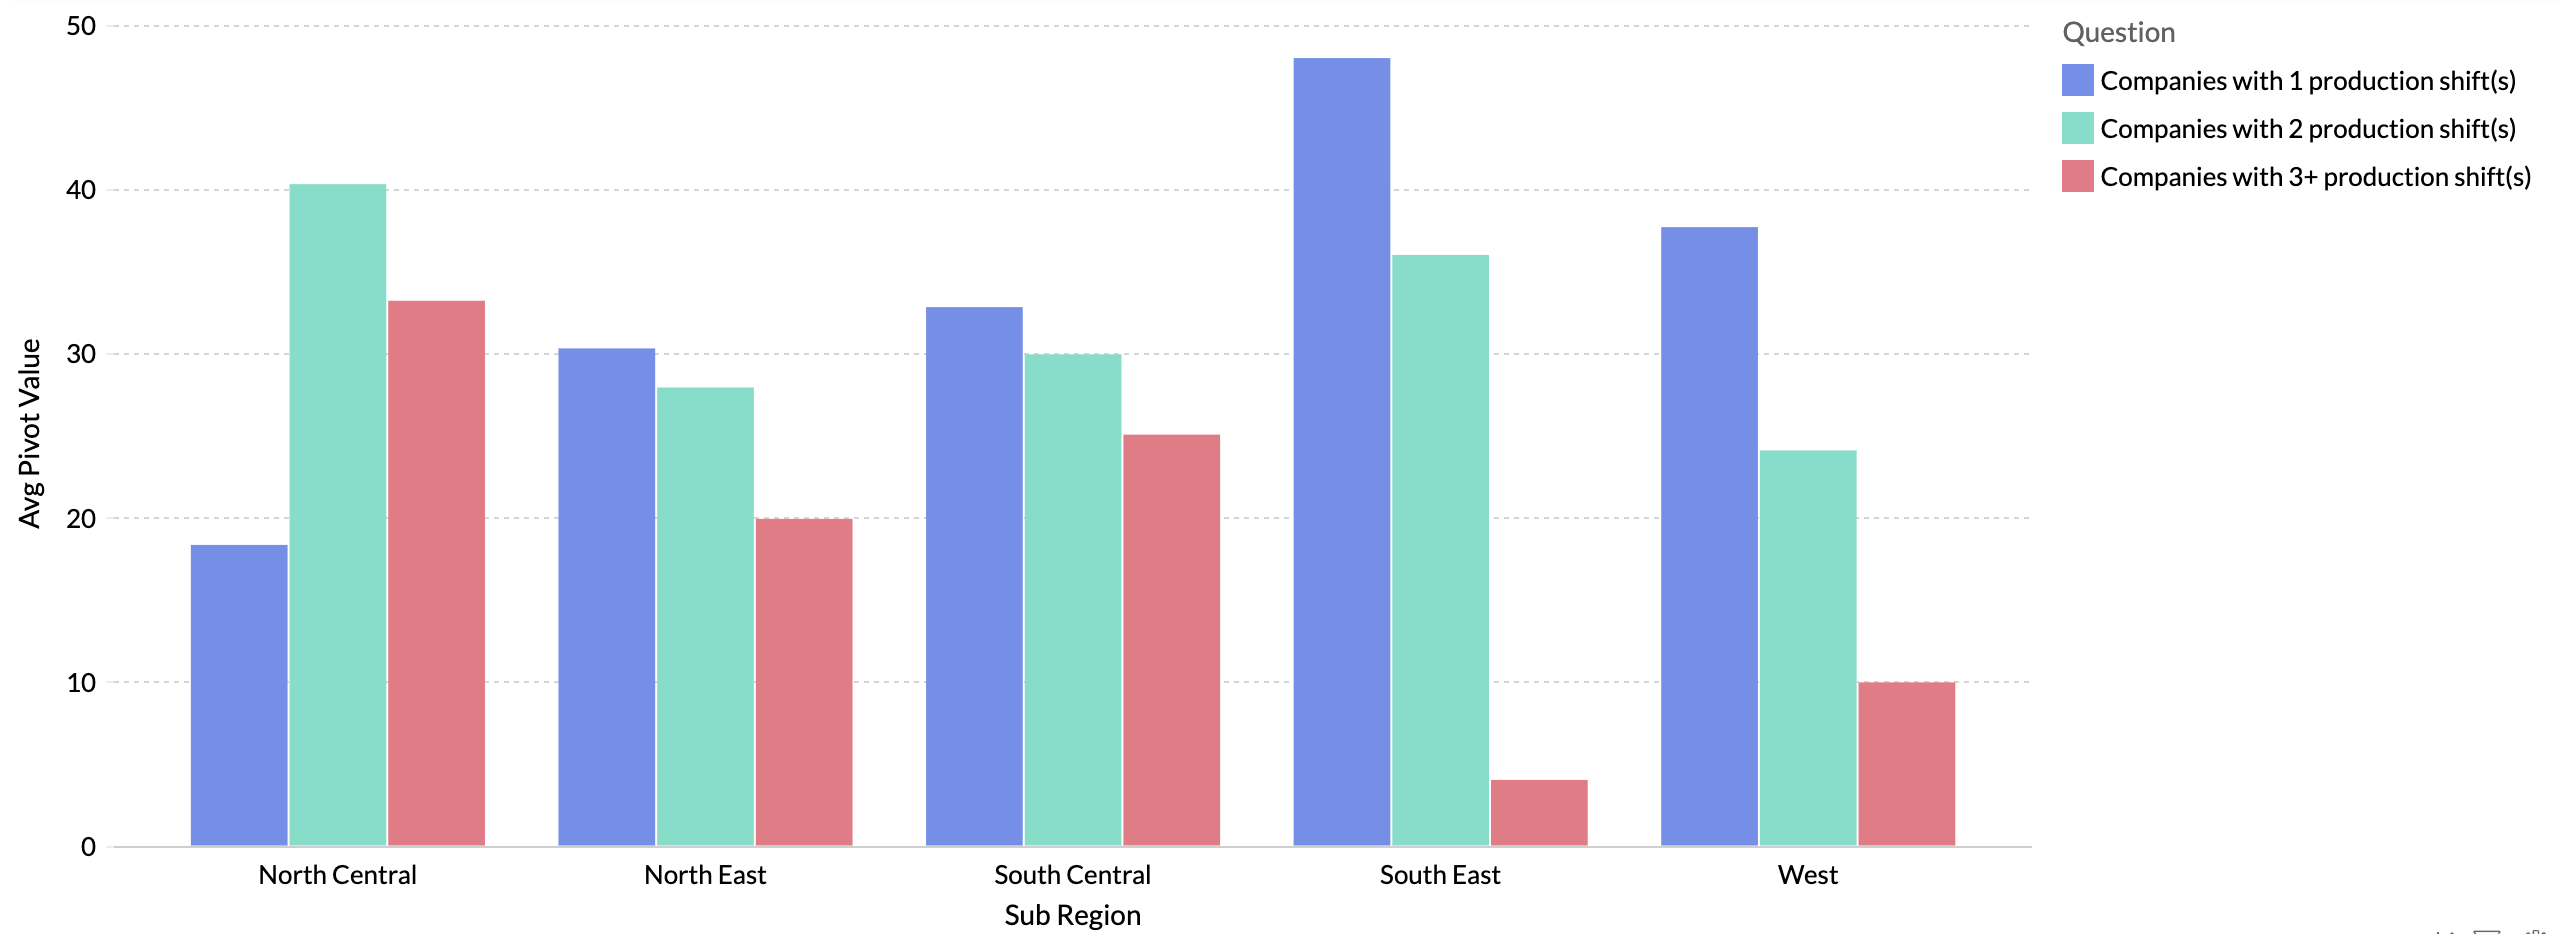 50
40
30
20
10
0
Avg Pivot Value
North Central
North East
South Central
South East
West
Sub Region
Question
Companies with 1 production shift(s)
Companies with 2 production shift(s)
Companies with 3+ production shift(s)